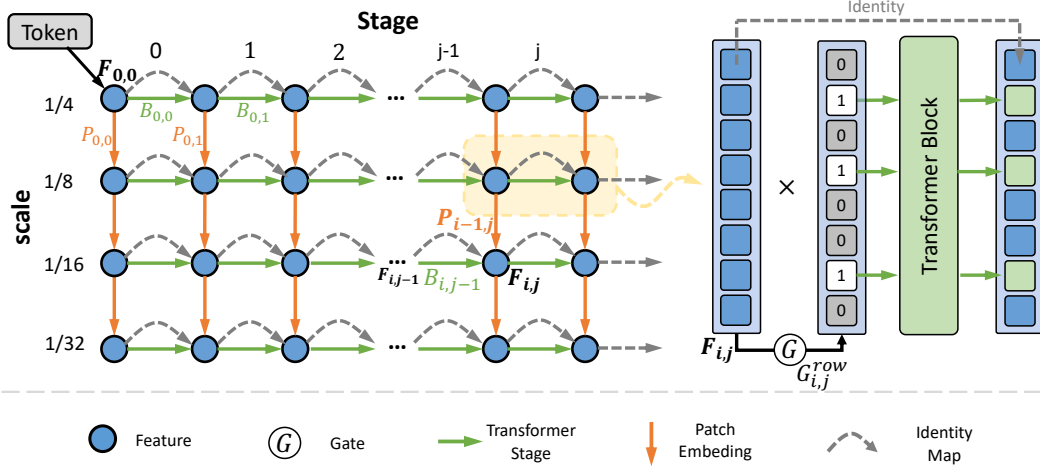 Stage
Identity
Token
0 1 2 j-1 j
F0,0
1/4
...
B0,0 B0,1
P0,0 P0,1
1/8
...
scale
Pi−1,j
1/16
...
Fi,j−1 Bi,j−1 Fi,j
1/32
...
×
0
1
0
1
0
0
1
0
Transformer Block
Fi,j
G
G^row_i,j
Feature
G Gate
Transformer
Stage
Patch
Embeding
Identity
Map